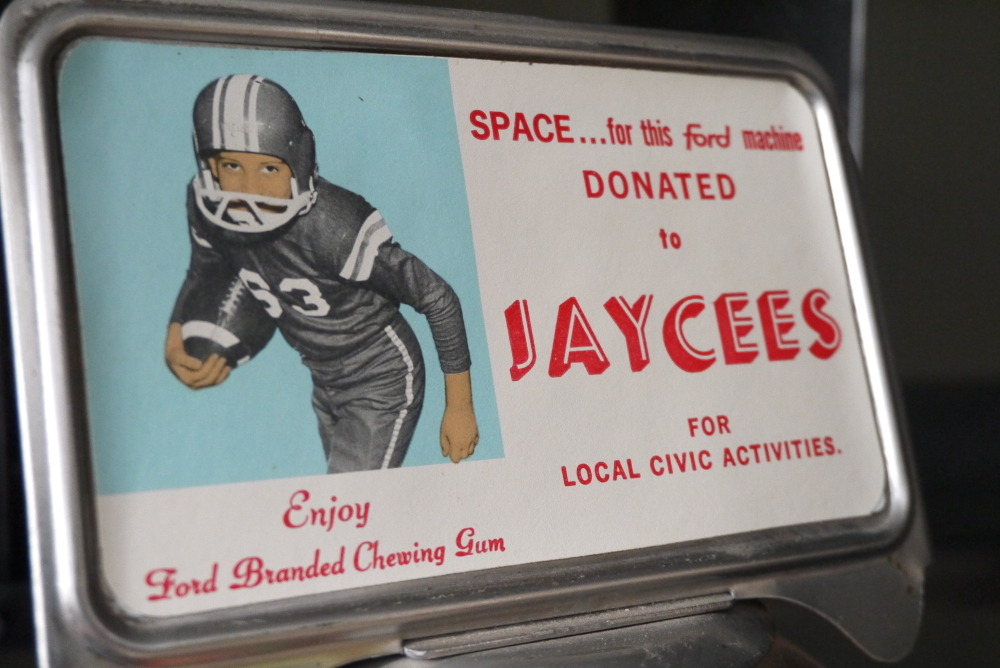 SPACE...for this ford machine
DONATED
to
JAYCEES
FOR
LOCAL CIVIC ACTIVITIES.
63
Enjoy
Ford Branded Chewing Gum